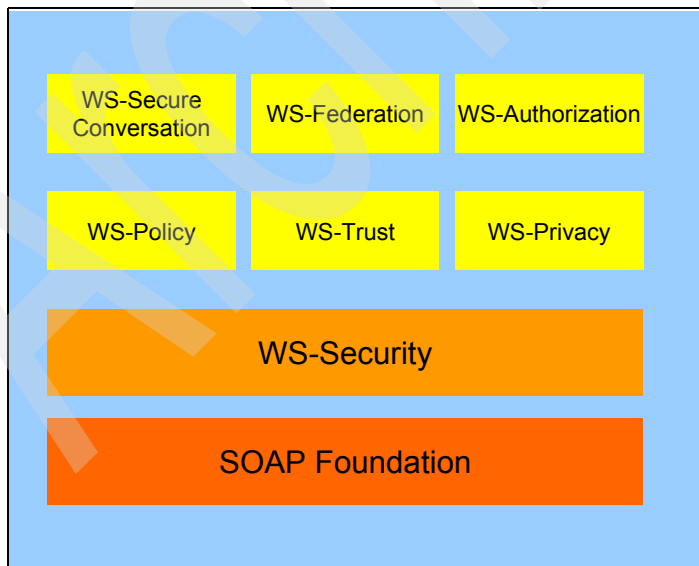 WS-Secure
Conversation
WS-Federation
WS-Authorization
WS-Policy
WS-Trust
WS-Privacy
WS-Security
SOAP Foundation